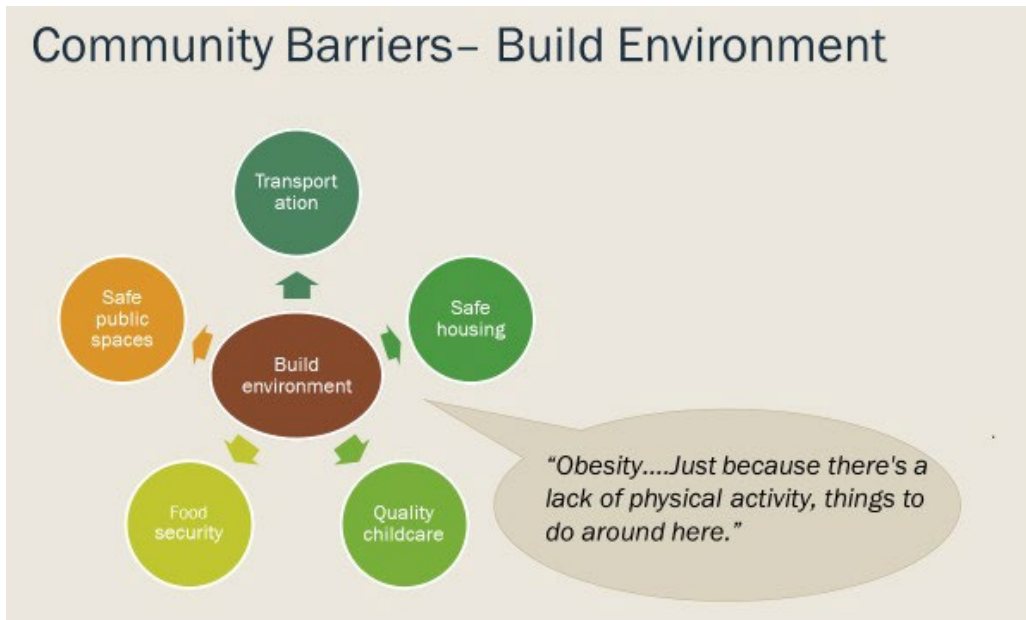 Community Barriers– Build Environment
Transport
ation
Safe
public
spaces
Safe
housing
Build
environment
Food
security
Quality
childcare
“Obesity....Just because there's a
lack of physical activity, things to
do around here.”